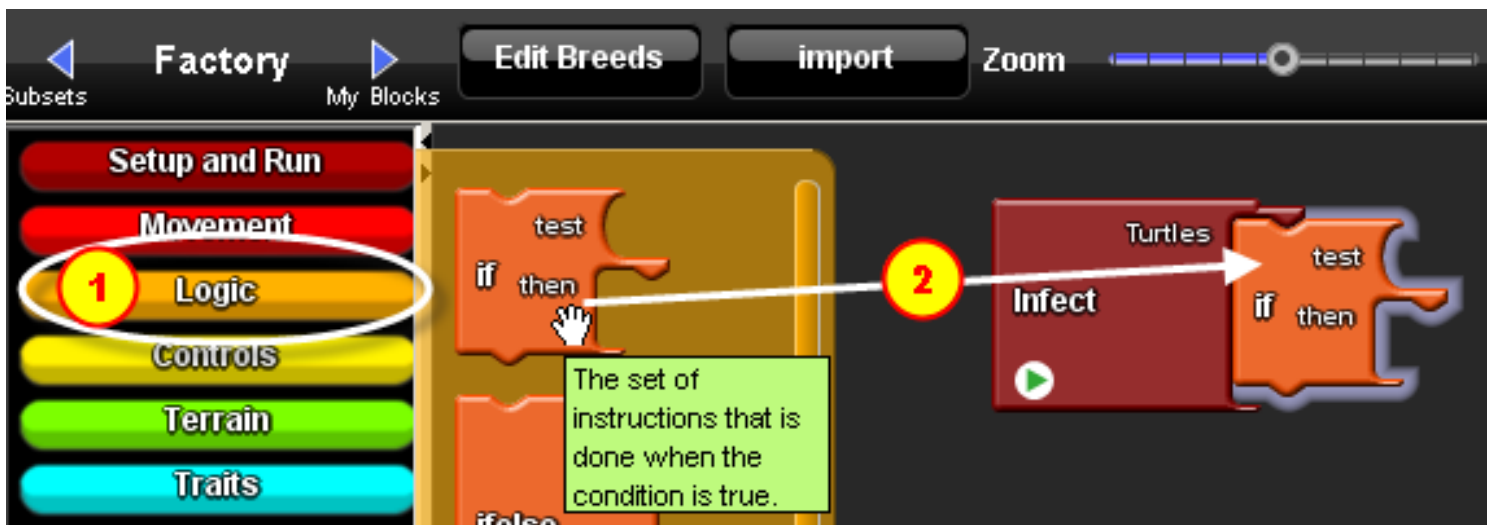 Factory
Edit Breeds
import
Zoom
Subsets
My Blocks
Setup and Run
Movement
Logic
Controls
Terrain
Traits
1
test
if
then
2
The set of
instructions that is
done when the
condition is true.
ifelse
Turtles
Infect
test
if
then